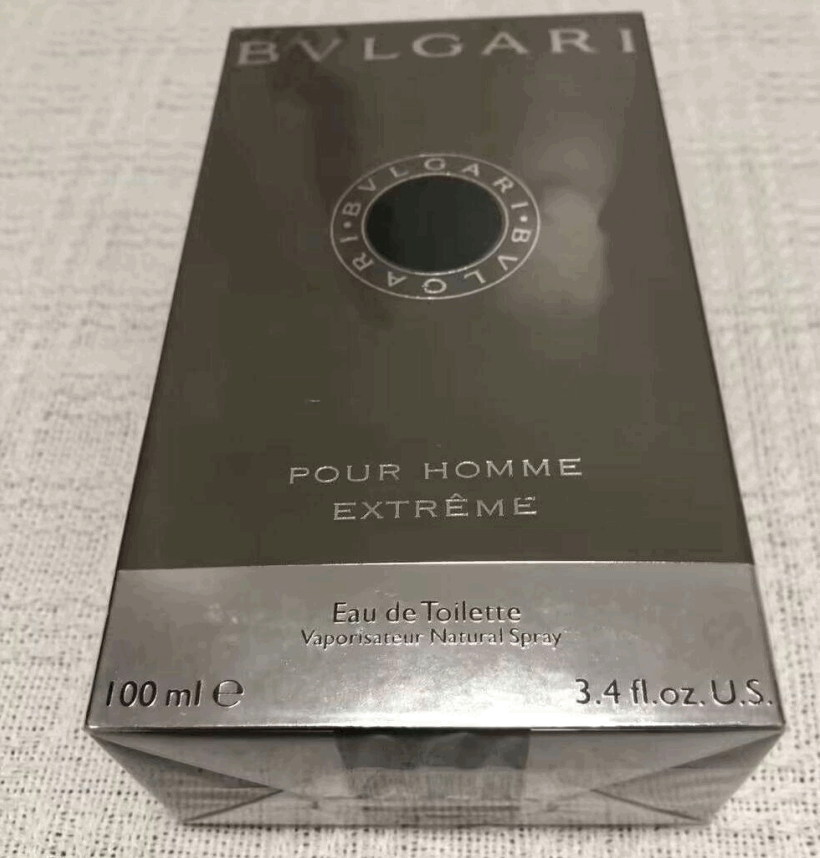 BVLGARI
BVLGARI • BVLGARI •
POUR HOMME
EXTRÊME
Eau de Toilette
Vaporisateur Natural Spray
100 ml ℮
3.4 fl.oz. U.S.